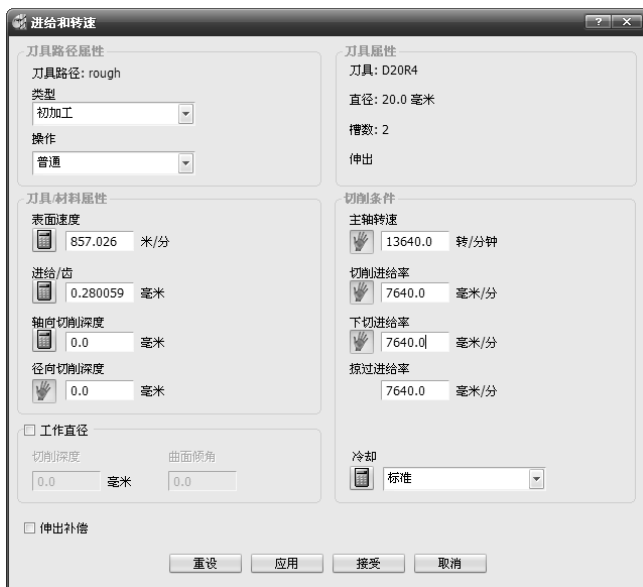 进给和转速
刀具路径属性
刀具路径: rough
类型
初加工
操作
普通
刀具属性
刀具: D20R4
直径: 20.0 毫米
槽数: 2
伸出
刀具/材料属性
表面速度
857.026 米/分
进给/齿
0.280059 毫米
轴向切削深度
0.0 毫米
径向切削深度
0.0 毫米
切削条件
主轴转速
13640.0 转/分钟
切削进给率
7640.0 毫米/分
下切进给率
7640.0 毫米/分
掠过进给率
7640.0 毫米/分
工作直径
切削深度 曲面倾角
0.0 毫米 0.0
冷却
标准
伸出补偿
重设 应用 接受 取消